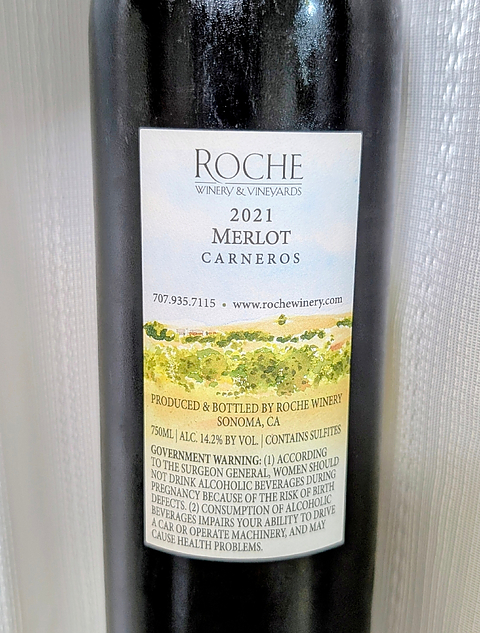 ROCHE
WINERY & VINEYARDS
2021
MERLOT
CARNEROS
707.935.7115 • www.rochewinery.com
PRODUCED & BOTTLED BY ROCHE WINERY
SONOMA, CA
750ML | ALC. 14.2% BY VOL. | CONTAINS SULFITES
GOVERNMENT WARNING: (1) ACCORDING
TO THE SURGEON GENERAL, WOMEN SHOULD
NOT DRINK ALCOHOLIC BEVERAGES DURING
PREGNANCY BECAUSE OF THE RISK OF BIRTH
DEFECTS. (2) CONSUMPTION OF ALCOHOLIC
BEVERAGES IMPAIRS YOUR ABILITY TO DRIVE
A CAR OR OPERATE MACHINERY, AND MAY
CAUSE HEALTH PROBLEMS.